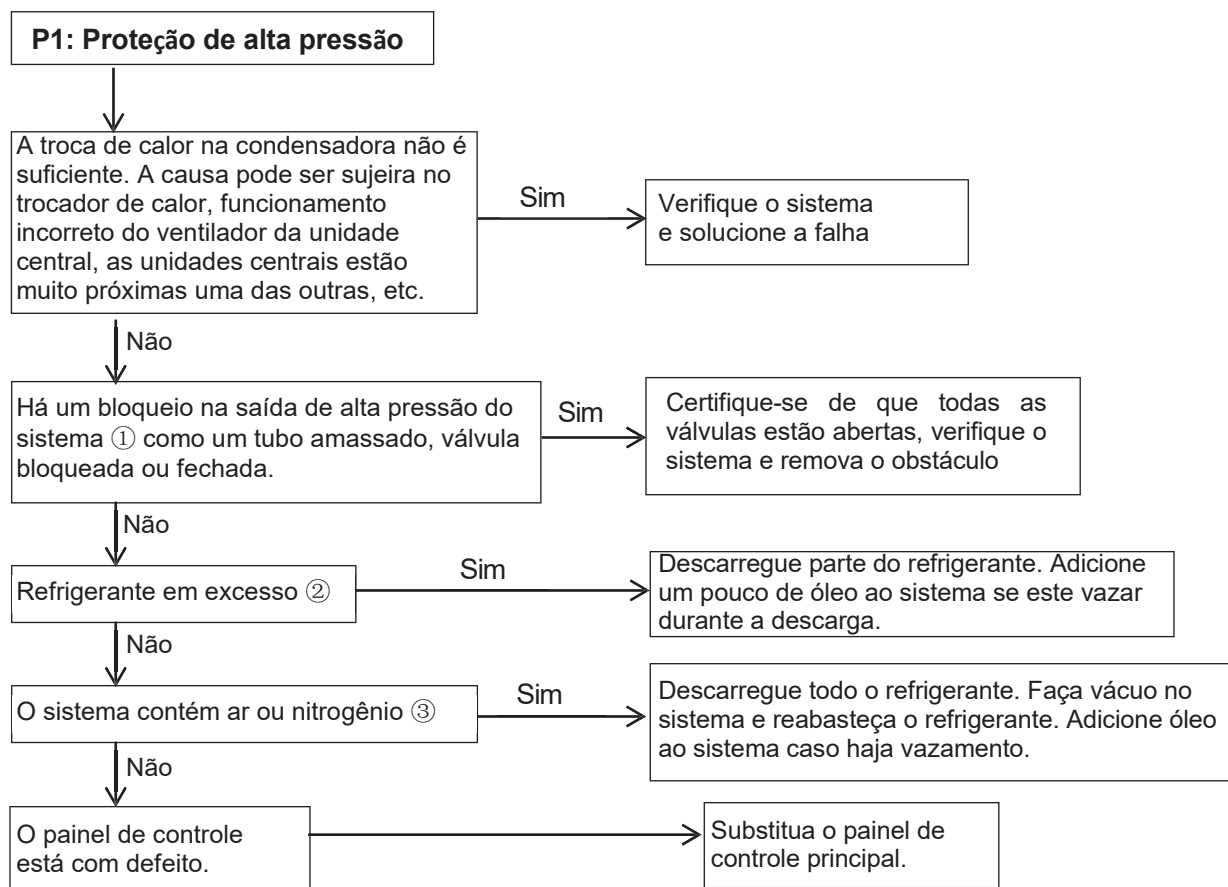 P1: Proteção de alta pressão
A troca de calor na condensadora não é
suficiente. A causa pode ser sujeira no
trocador de calor, funcionamento
incorreto do ventilador da unidade
central, as unidades centrais estão
muito próximas uma das outras, etc.
Sim
Verifique o sistema
e solucione a falha
Não
Há um bloqueio na saída de alta pressão do
sistema ① como um tubo amassado, válvula
bloqueada ou fechada.
Sim
Certifique-se de que todas as
válvulas estão abertas, verifique o
sistema e remova o obstáculo
Não
Refrigerante em excesso ②
Sim
Descarregue parte do refrigerante. Adicione
um pouco de óleo ao sistema se este vazar
durante a descarga.
Não
O sistema contém ar ou nitrogênio ③
Sim
Descarregue todo o refrigerante. Faça vácuo no
sistema e reabasteça o refrigerante. Adicione óleo
ao sistema caso haja vazamento.
Não
O painel de controle
está com defeito.
Substitua o painel de
controle principal.